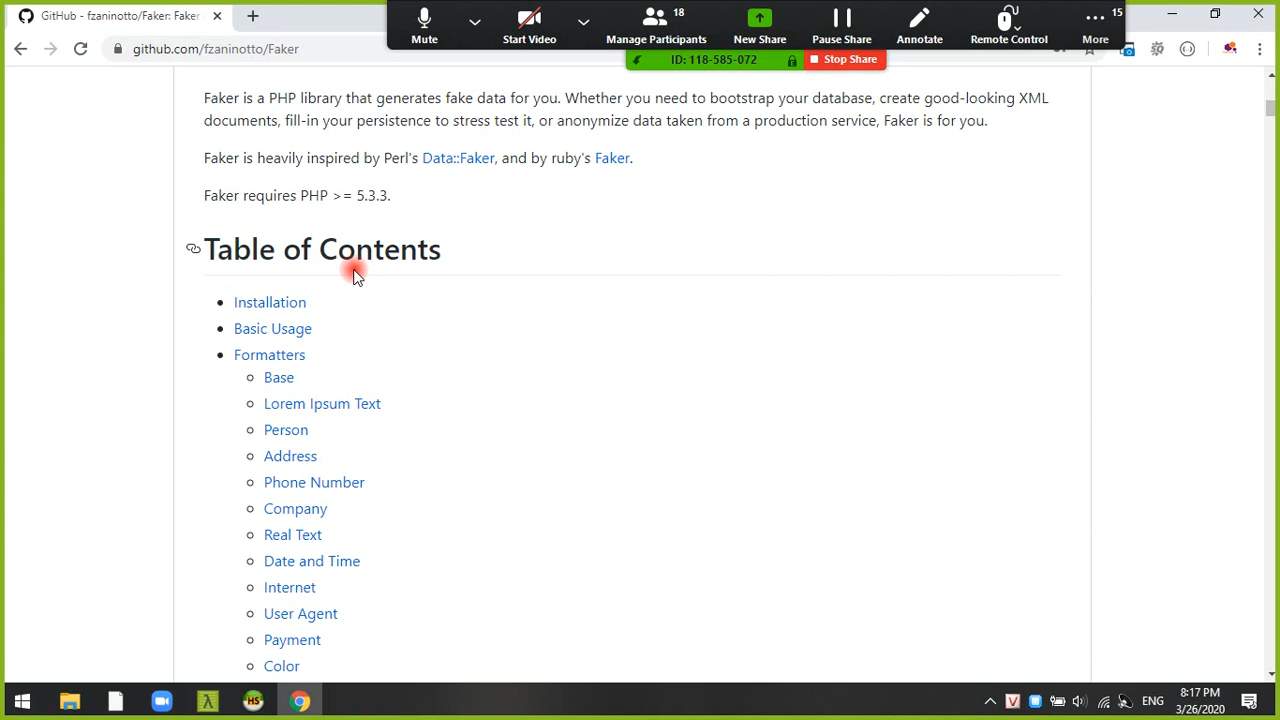 GitHub - fzaninotto/Faker: Faker
github.com/fzaninotto/Faker
Mute
Start Video
18
Manage Participants
New Share
Pause Share
Annotate
Remote Control
15
More
ID: 118-585-072
Stop Share
Faker is a PHP library that generates fake data for you. Whether you need to bootstrap your database, create good-looking XML
documents, fill-in your persistence to stress test it, or anonymize data taken from a production service, Faker is for you.
Faker is heavily inspired by Perl's Data::Faker, and by ruby's Faker.
Faker requires PHP >= 5.3.3.
Table of Contents
Installation
Basic Usage
Formatters
Base
Lorem Ipsum Text
Person
Address
Phone Number
Company
Real Text
Date and Time
Internet
User Agent
Payment
Color
HS
V
ENG
8:17 PM
3/26/2020